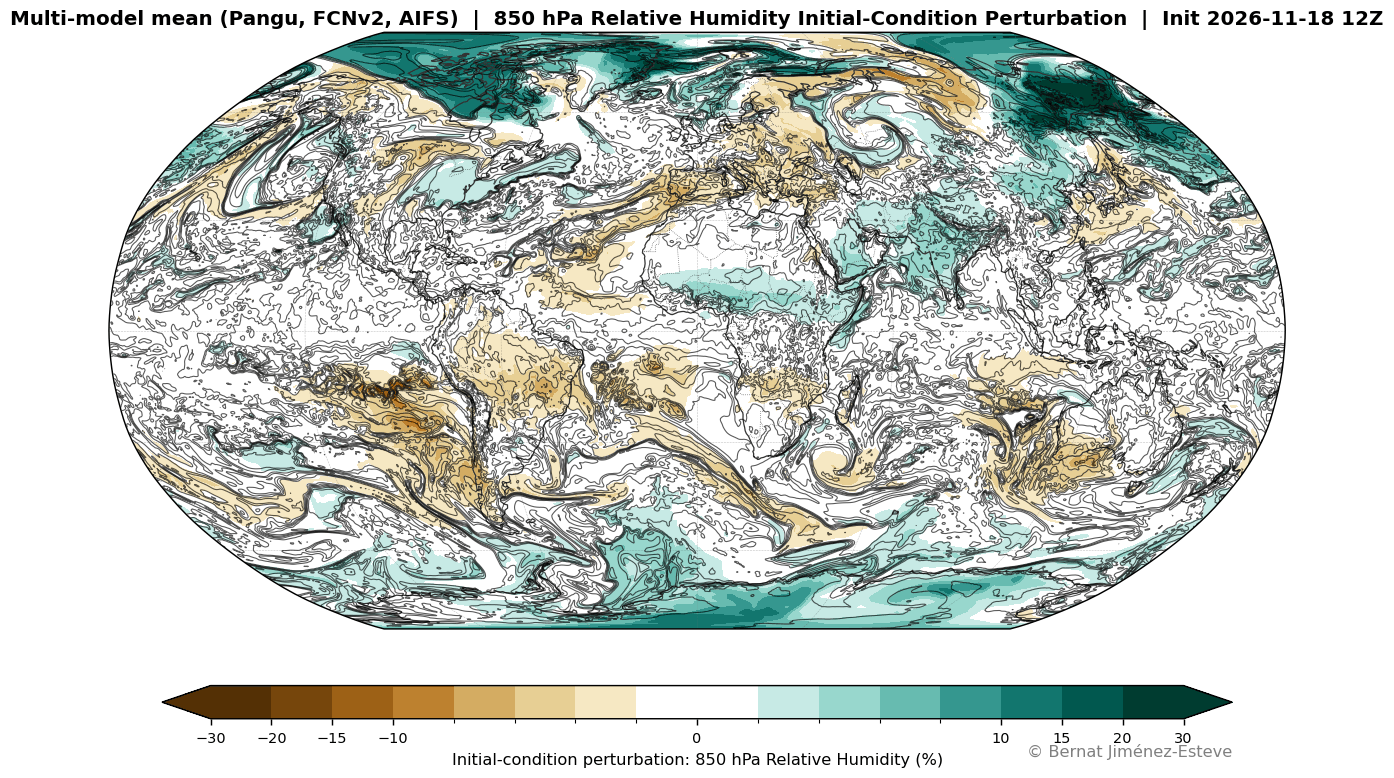 Multi-model mean (Pangu, FCNv2, AIFS)  |  850 hPa Relative Humidity Initial-Condition Perturbation  |  Init 2026-11-18 12Z
−30 −20 −15 −10 0 10 15 20 30
Initial-condition perturbation: 850 hPa Relative Humidity (%)
© Bernat Jiménez-Esteve